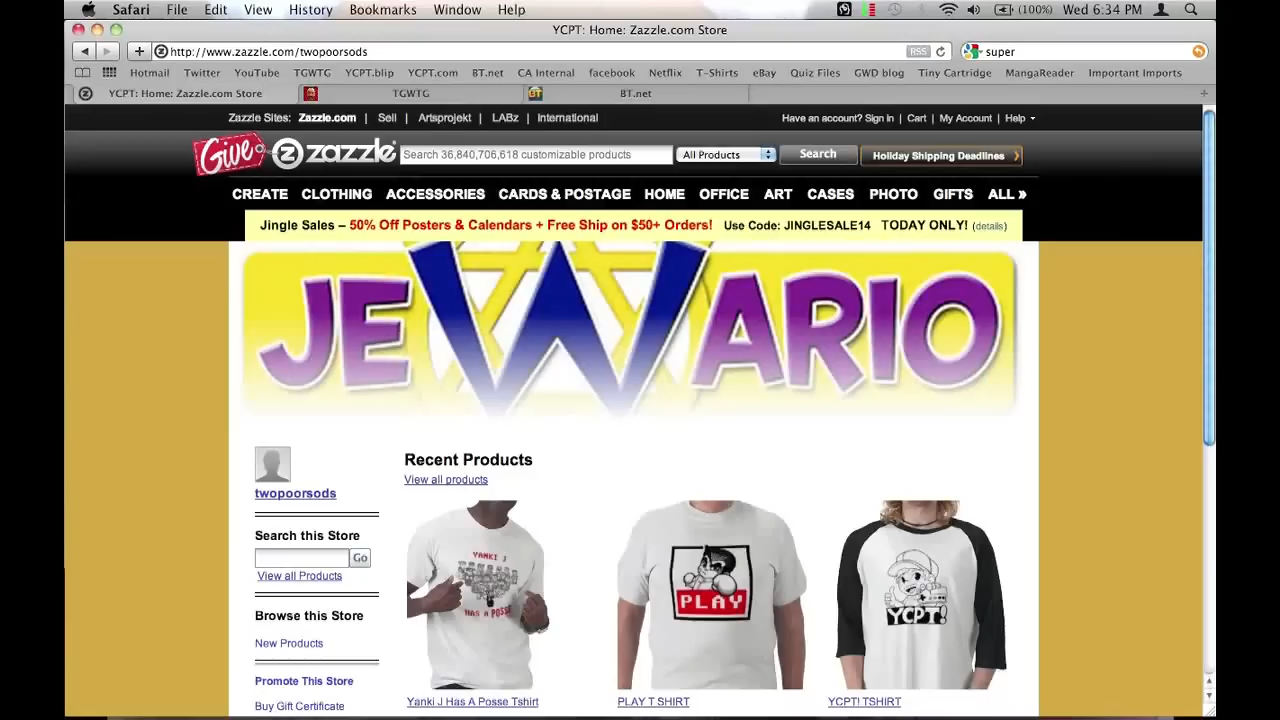 Safari File Edit View History Bookmarks Window Help (100%) Wed 6:34 PM
YCPT: Home: Zazzle.com Store
http://www.zazzle.com/twopoorsods RSS super
Hotmail Twitter YouTube TGWTG YCPT.blip YCPT.com BT.net CA Internal facebook Netflix T-Shirts eBay Quiz Files GWD blog Tiny Cartridge MangaReader Important Imports
YCPT: Home: Zazzle.com Store TGWTG BT BT.net
Zazzle Sites: Zazzle.com | Sell | Artsprojekt | LABz | International Have an account? Sign in | Cart | My Account | Help
Give zazzle Search 36,840,706,618 customizable products All Products Search Holiday Shipping Deadlines
CREATE CLOTHING ACCESSORIES CARDS & POSTAGE HOME OFFICE ART CASES PHOTO GIFTS ALL »
Jingle Sales – 50% Off Posters & Calendars + Free Ship on $50+ Orders! Use Code: JINGLESALE14 TODAY ONLY! (details)
JEWARIO
Recent Products
View all products
twopoorsods
Search this Store
Go
View all Products
Browse this Store
New Products
Promote This Store
Buy Gift Certificate
YANKI J
HAS A POSSE
PLAY
YCPT!
Yanki J Has A Posse Tshirt
PLAY T SHIRT
YCPT! TSHIRT